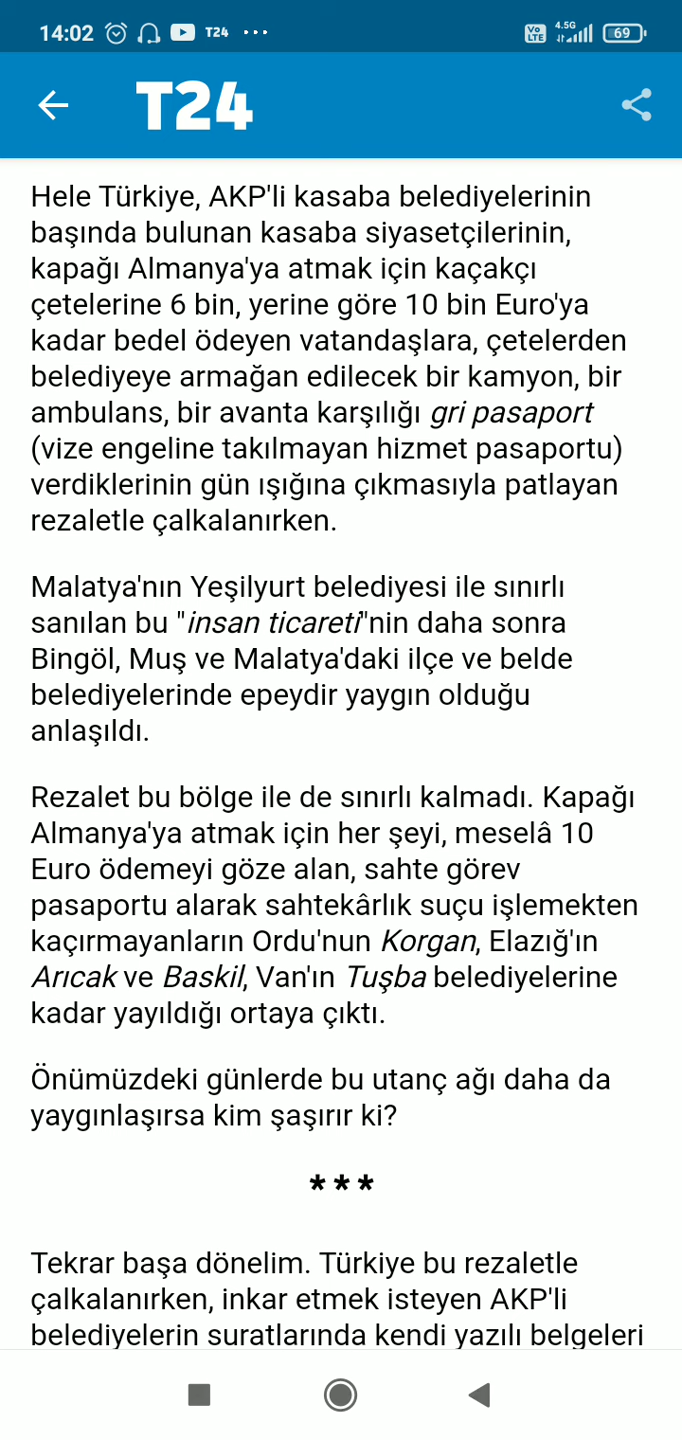 14:02 T24 ... Vo LTE 4.5G 69
T24
Hele Türkiye, AKP'li kasaba belediyelerinin
başında bulunan kasaba siyasetçilerinin,
kapağı Almanya'ya atmak için kaçakçı
çetelerine 6 bin, yerine göre 10 bin Euro'ya
kadar bedel ödeyen vatandaşlara, çetelerden
belediyeye armağan edilecek bir kamyon, bir
ambulans, bir avanta karşılığı gri pasaport
(vize engeline takılmayan hizmet pasaportu)
verdiklerinin gün ışığına çıkmasıyla patlayan
rezaletle çalkalanırken.
Malatya'nın Yeşilyurt belediyesi ile sınırlı
sanılan bu "insan ticareti"nin daha sonra
Bingöl, Muş ve Malatya'daki ilçe ve belde
belediyelerinde epeydir yaygın olduğu
anlaşıldı.
Rezalet bu bölge ile de sınırlı kalmadı. Kapağı
Almanya'ya atmak için her şeyi, meselâ 10
Euro ödemeyi göze alan, sahte görev
pasaportu alarak sahtekârlık suçu işlemekten
kaçırmayanların Ordu'nun Korgan, Elazığ'ın
Arıcak ve Baskil, Van'ın Tuşba belediyelerine
kadar yayıldığı ortaya çıktı.
Önümüzdeki günlerde bu utanç ağı daha da
yaygınlaşırsa kim şaşırır ki?
* * *
Tekrar başa dönelim. Türkiye bu rezaletle
çalkalanırken, inkar etmek isteyen AKP'li
belediyelerin suratlarında kendi yazılı belgeleri